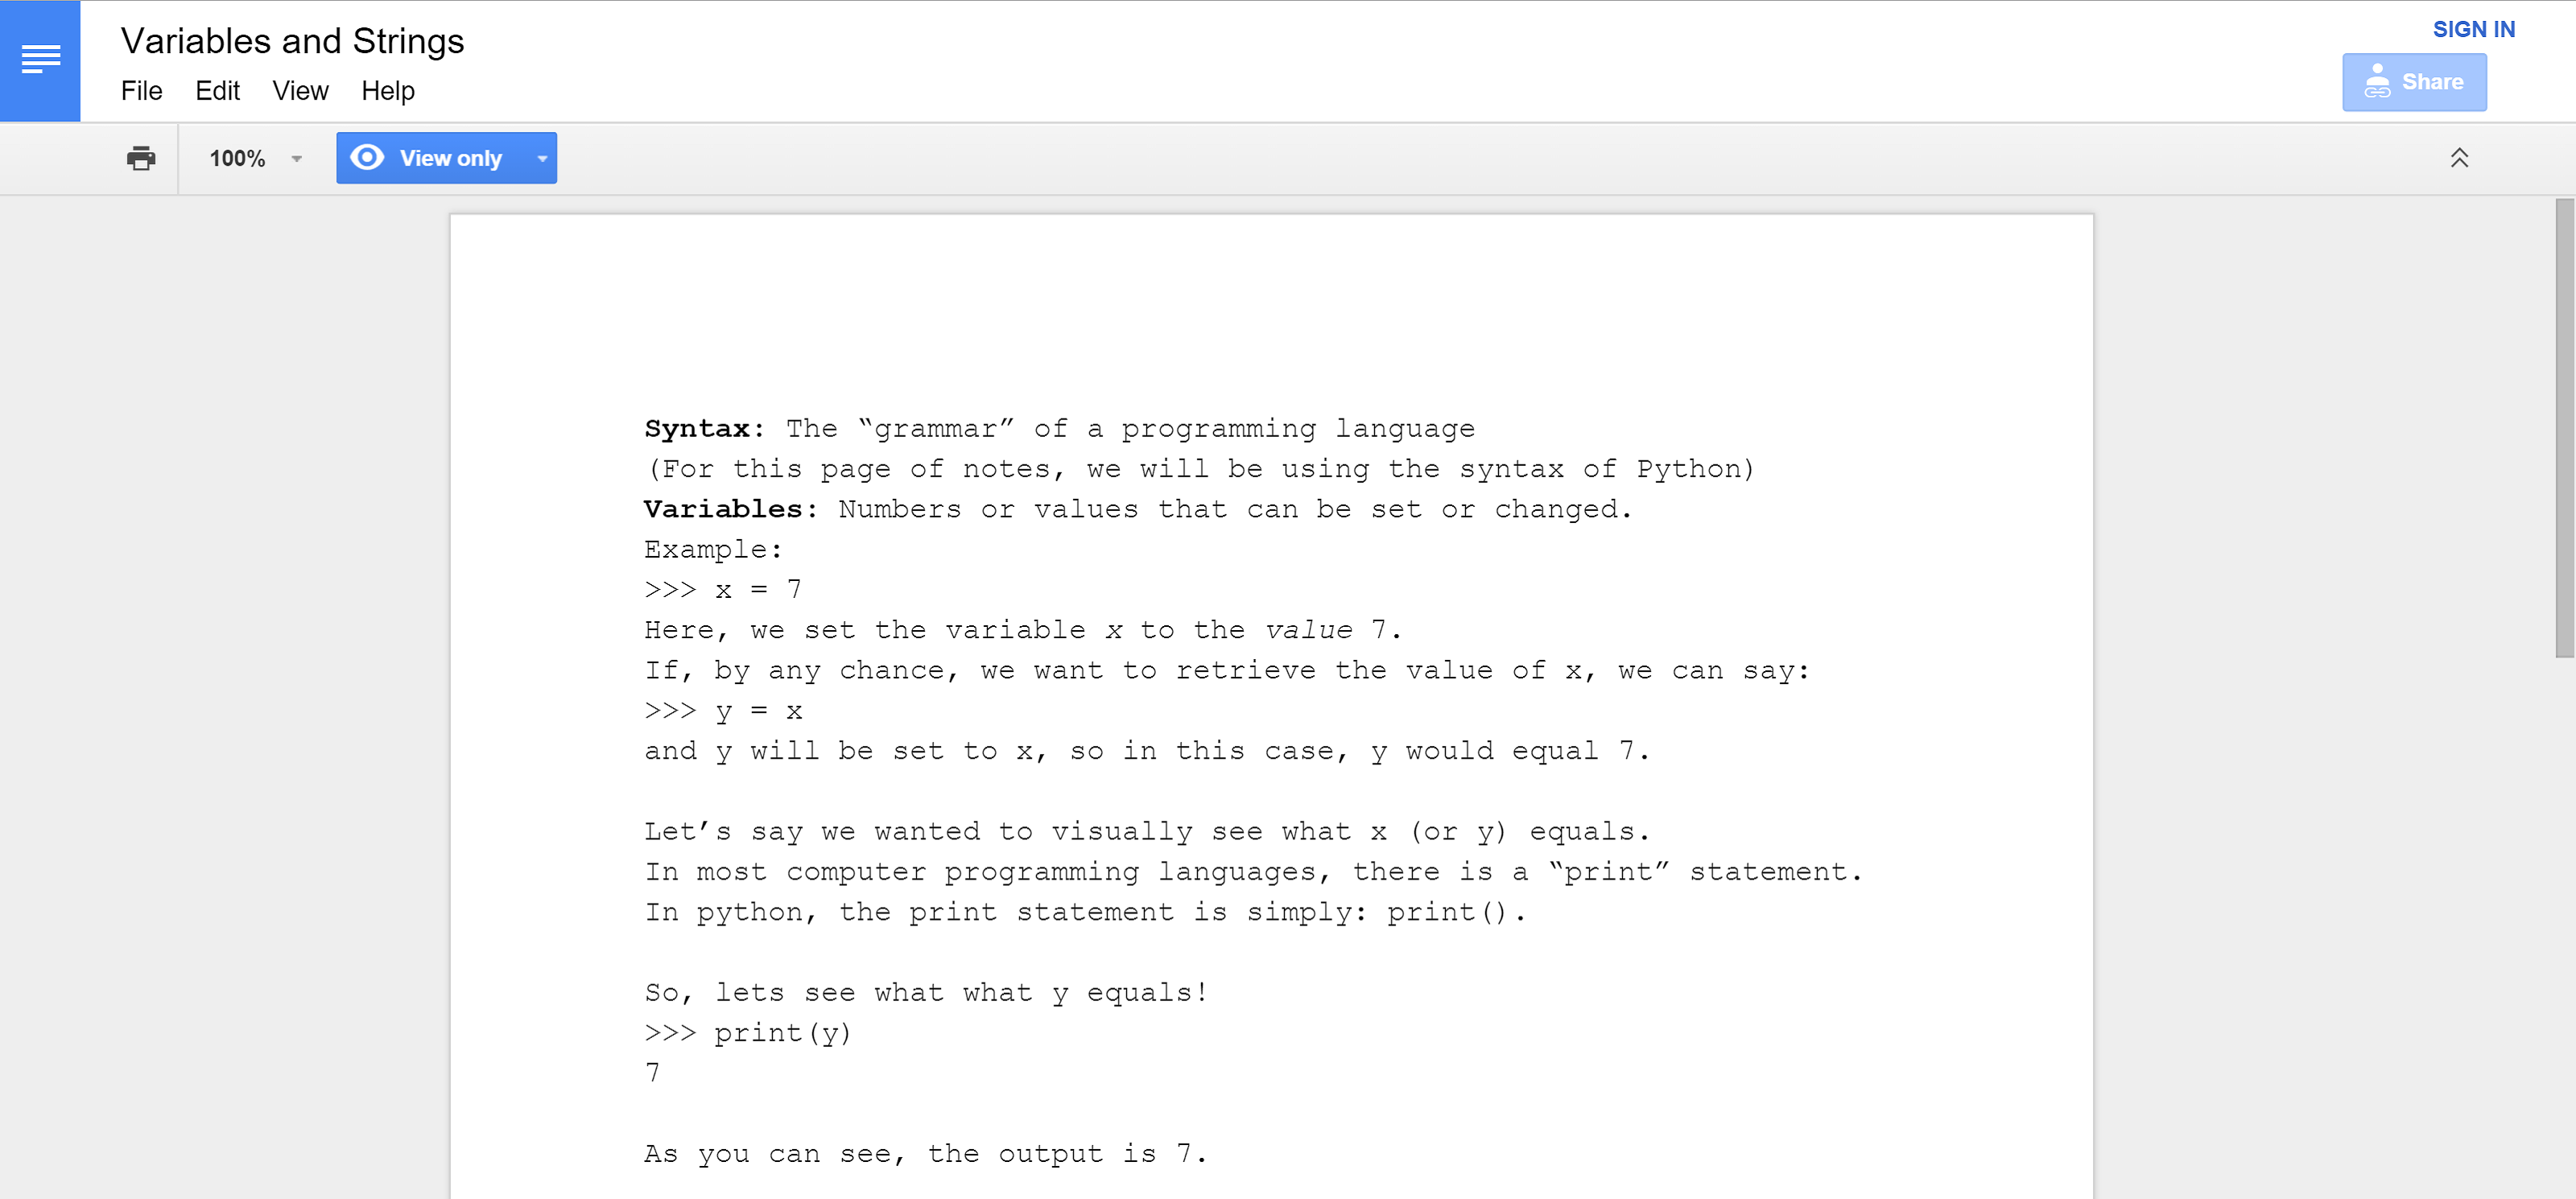 Variables and Strings
SIGN IN
File Edit View Help
Share
100% View only
Syntax: The “grammar” of a programming language
(For this page of notes, we will be using the syntax of Python)
Variables: Numbers or values that can be set or changed.
Example:
>>> x = 7
Here, we set the variable x to the value 7.
If, by any chance, we want to retrieve the value of x, we can say:
>>> y = x
and y will be set to x, so in this case, y would equal 7.
Let’s say we wanted to visually see what x (or y) equals.
In most computer programming languages, there is a “print” statement.
In python, the print statement is simply: print().
So, lets see what what y equals!
>>> print(y)
7
As you can see, the output is 7.